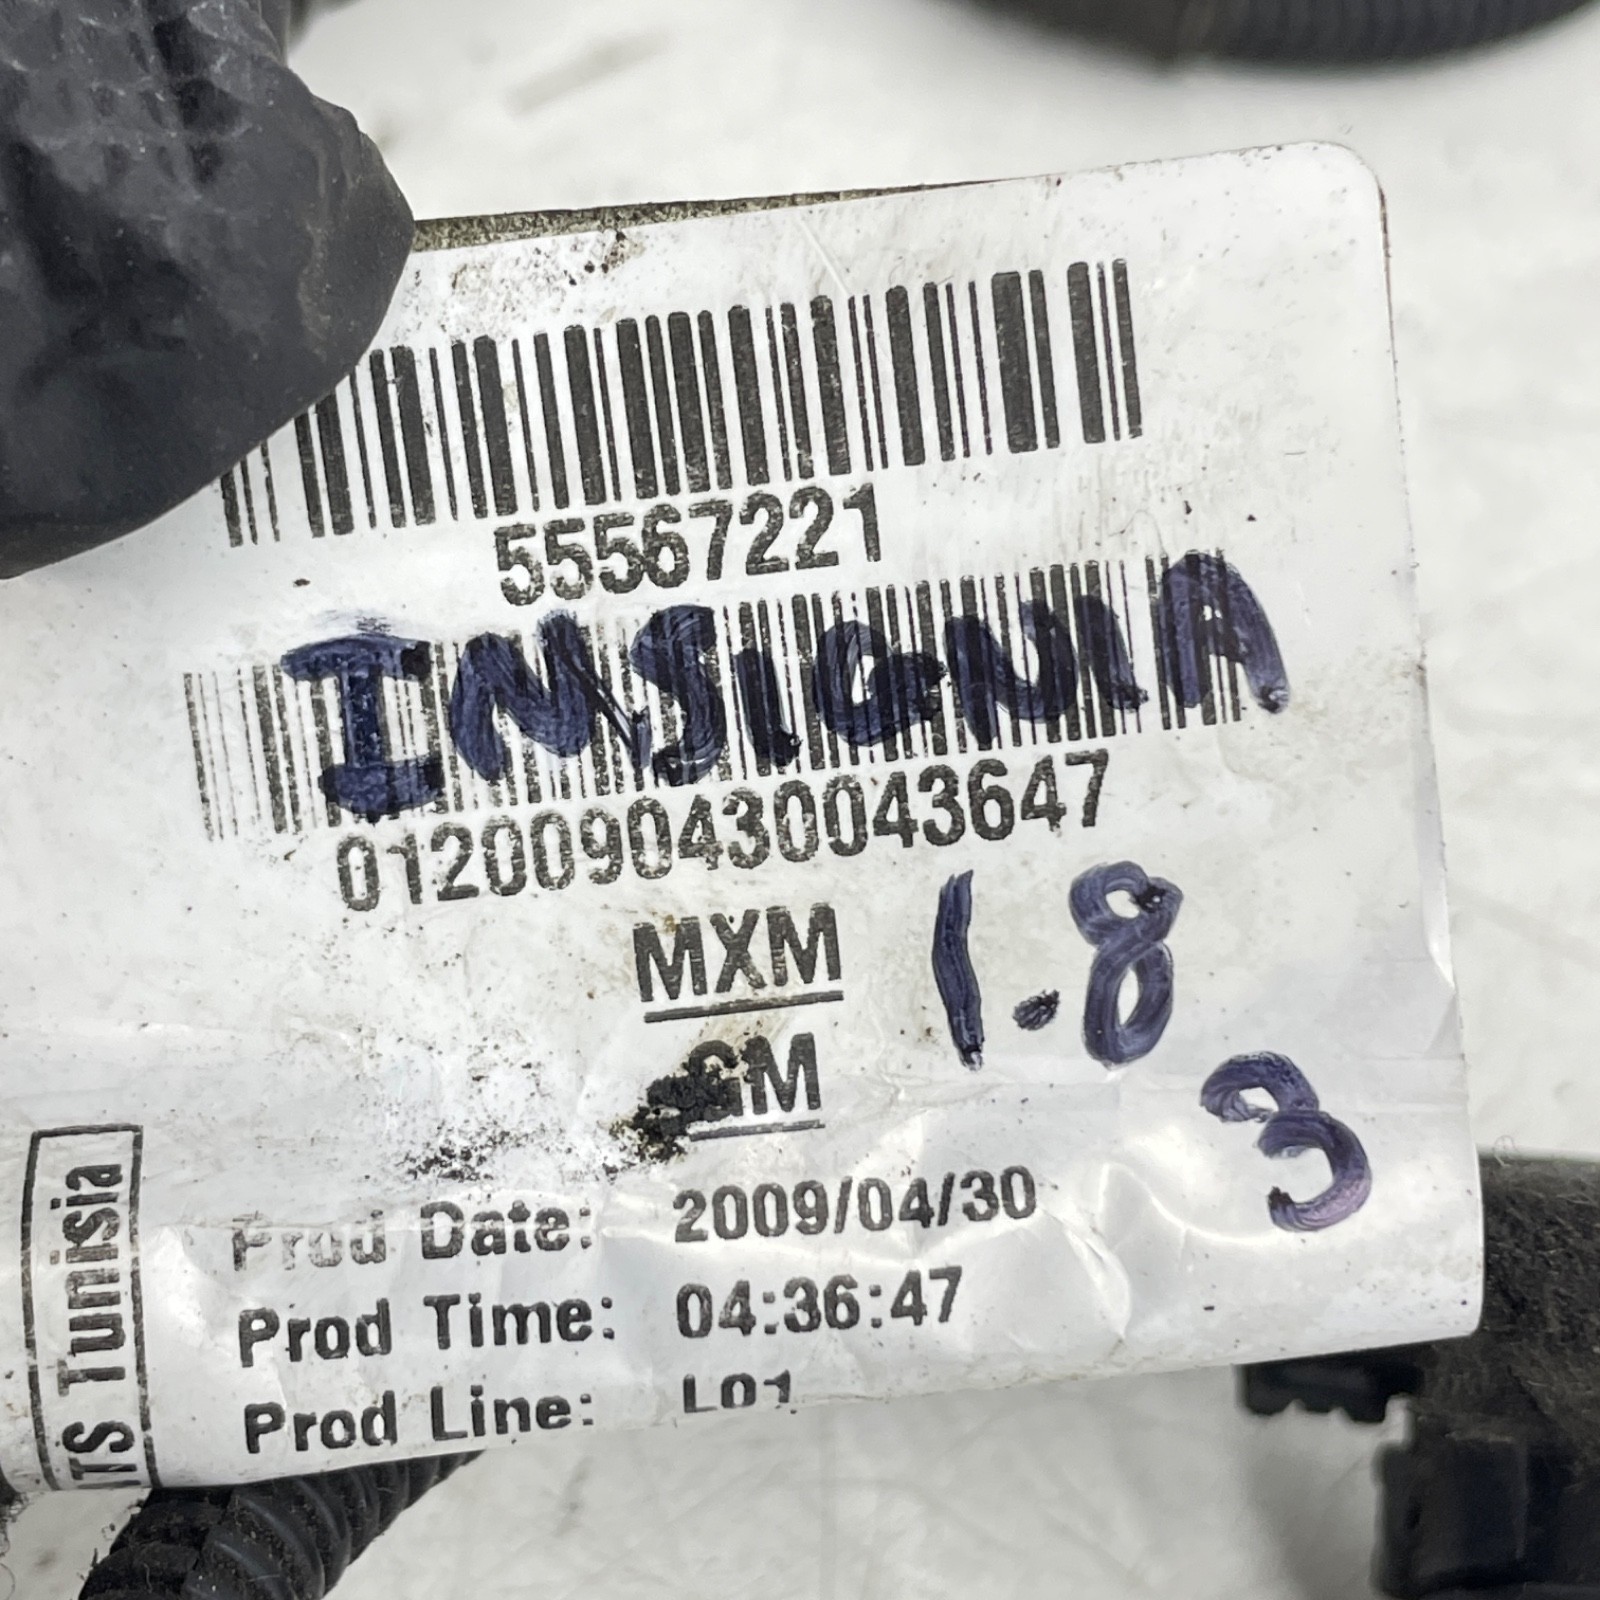 55567221
INSIGNIA
0120090430043647
MXM
1.8
GM
3
Prod Date: 2009/04/30
Prod Time: 04:36:47
Prod Line: L01
Tunisia